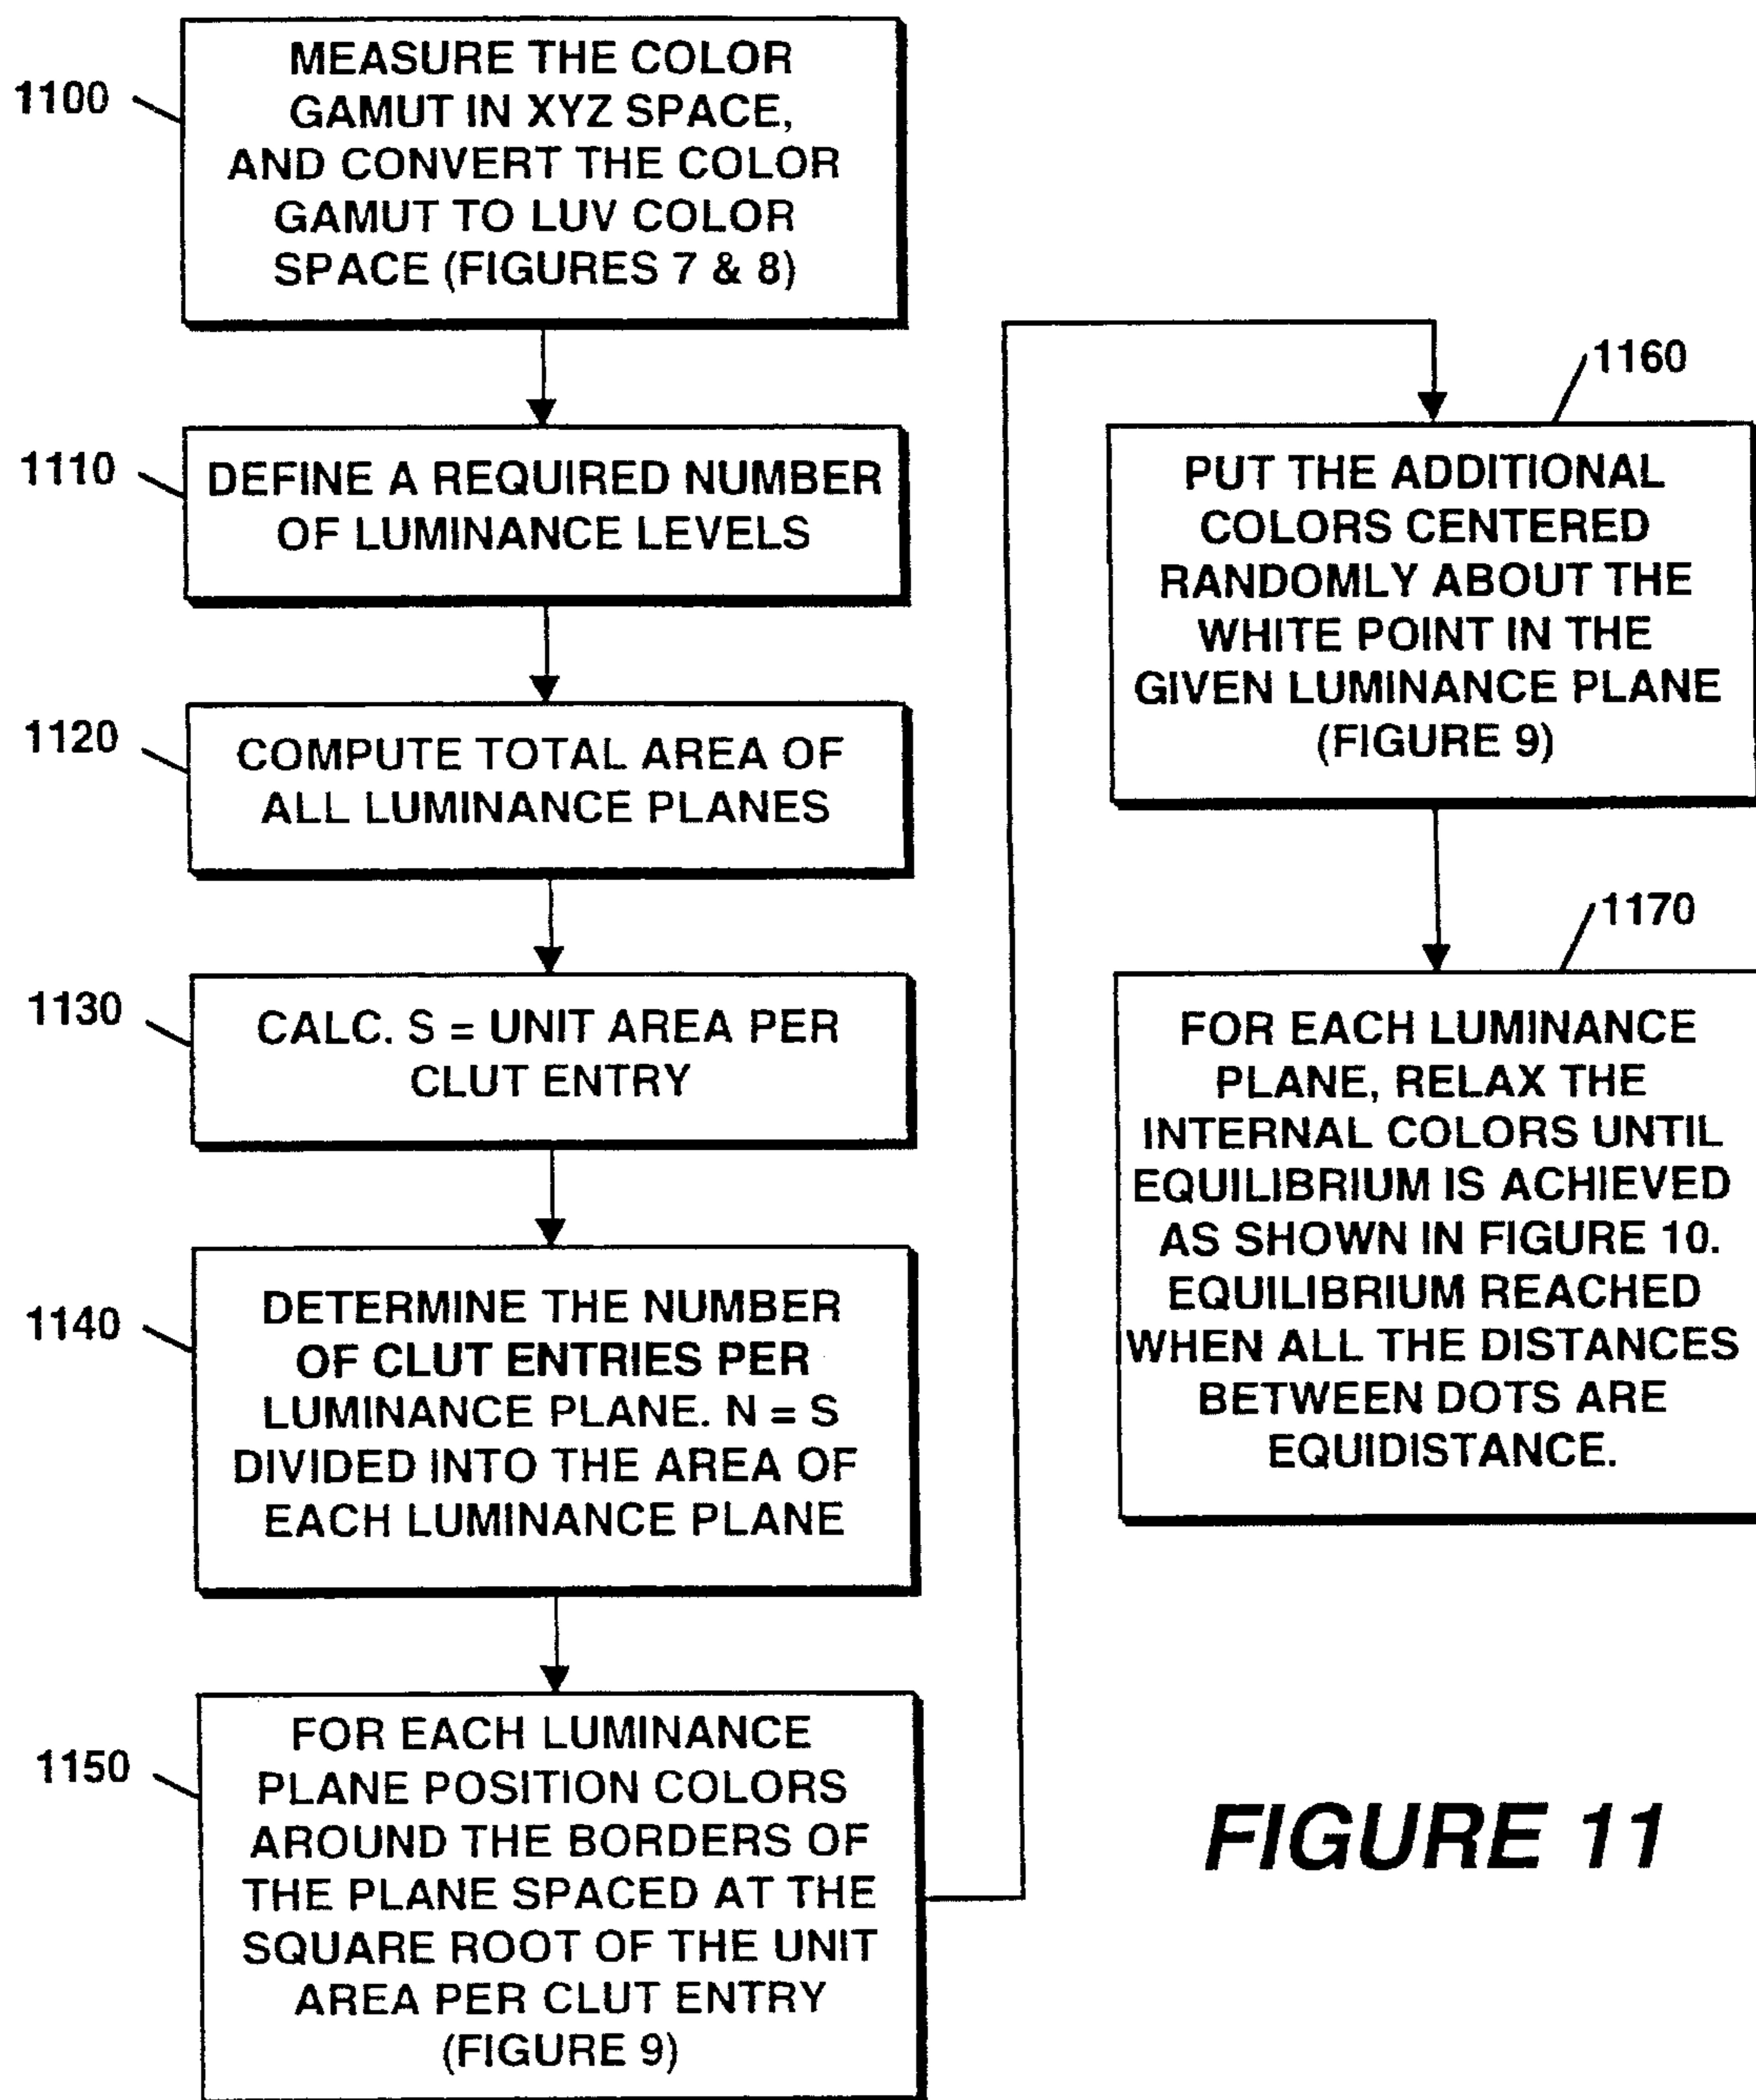 1100
MEASURE THE COLOR
GAMUT IN XYZ SPACE,
AND CONVERT THE COLOR
GAMUT TO LUV COLOR
SPACE (FIGURES 7 & 8)
1110
DEFINE A REQUIRED NUMBER
OF LUMINANCE LEVELS
1120
COMPUTE TOTAL AREA OF
ALL LUMINANCE PLANES
1130
CALC. S = UNIT AREA PER
CLUT ENTRY
1140
DETERMINE THE NUMBER
OF CLUT ENTRIES PER
LUMINANCE PLANE. N = S
DIVIDED INTO THE AREA OF
EACH LUMINANCE PLANE
1150
FOR EACH LUMINANCE
PLANE POSITION COLORS
AROUND THE BORDERS OF
THE PLANE SPACED AT THE
SQUARE ROOT OF THE UNIT
AREA PER CLUT ENTRY
(FIGURE 9)
1160
PUT THE ADDITIONAL
COLORS CENTERED
RANDOMLY ABOUT THE
WHITE POINT IN THE
GIVEN LUMINANCE PLANE
(FIGURE 9)
1170
FOR EACH LUMINANCE
PLANE, RELAX THE
INTERNAL COLORS UNTIL
EQUILIBRIUM IS ACHIEVED
AS SHOWN IN FIGURE 10.
EQUILIBRIUM REACHED
WHEN ALL THE DISTANCES
BETWEEN DOTS ARE
EQUIDISTANCE.
FIGURE 11